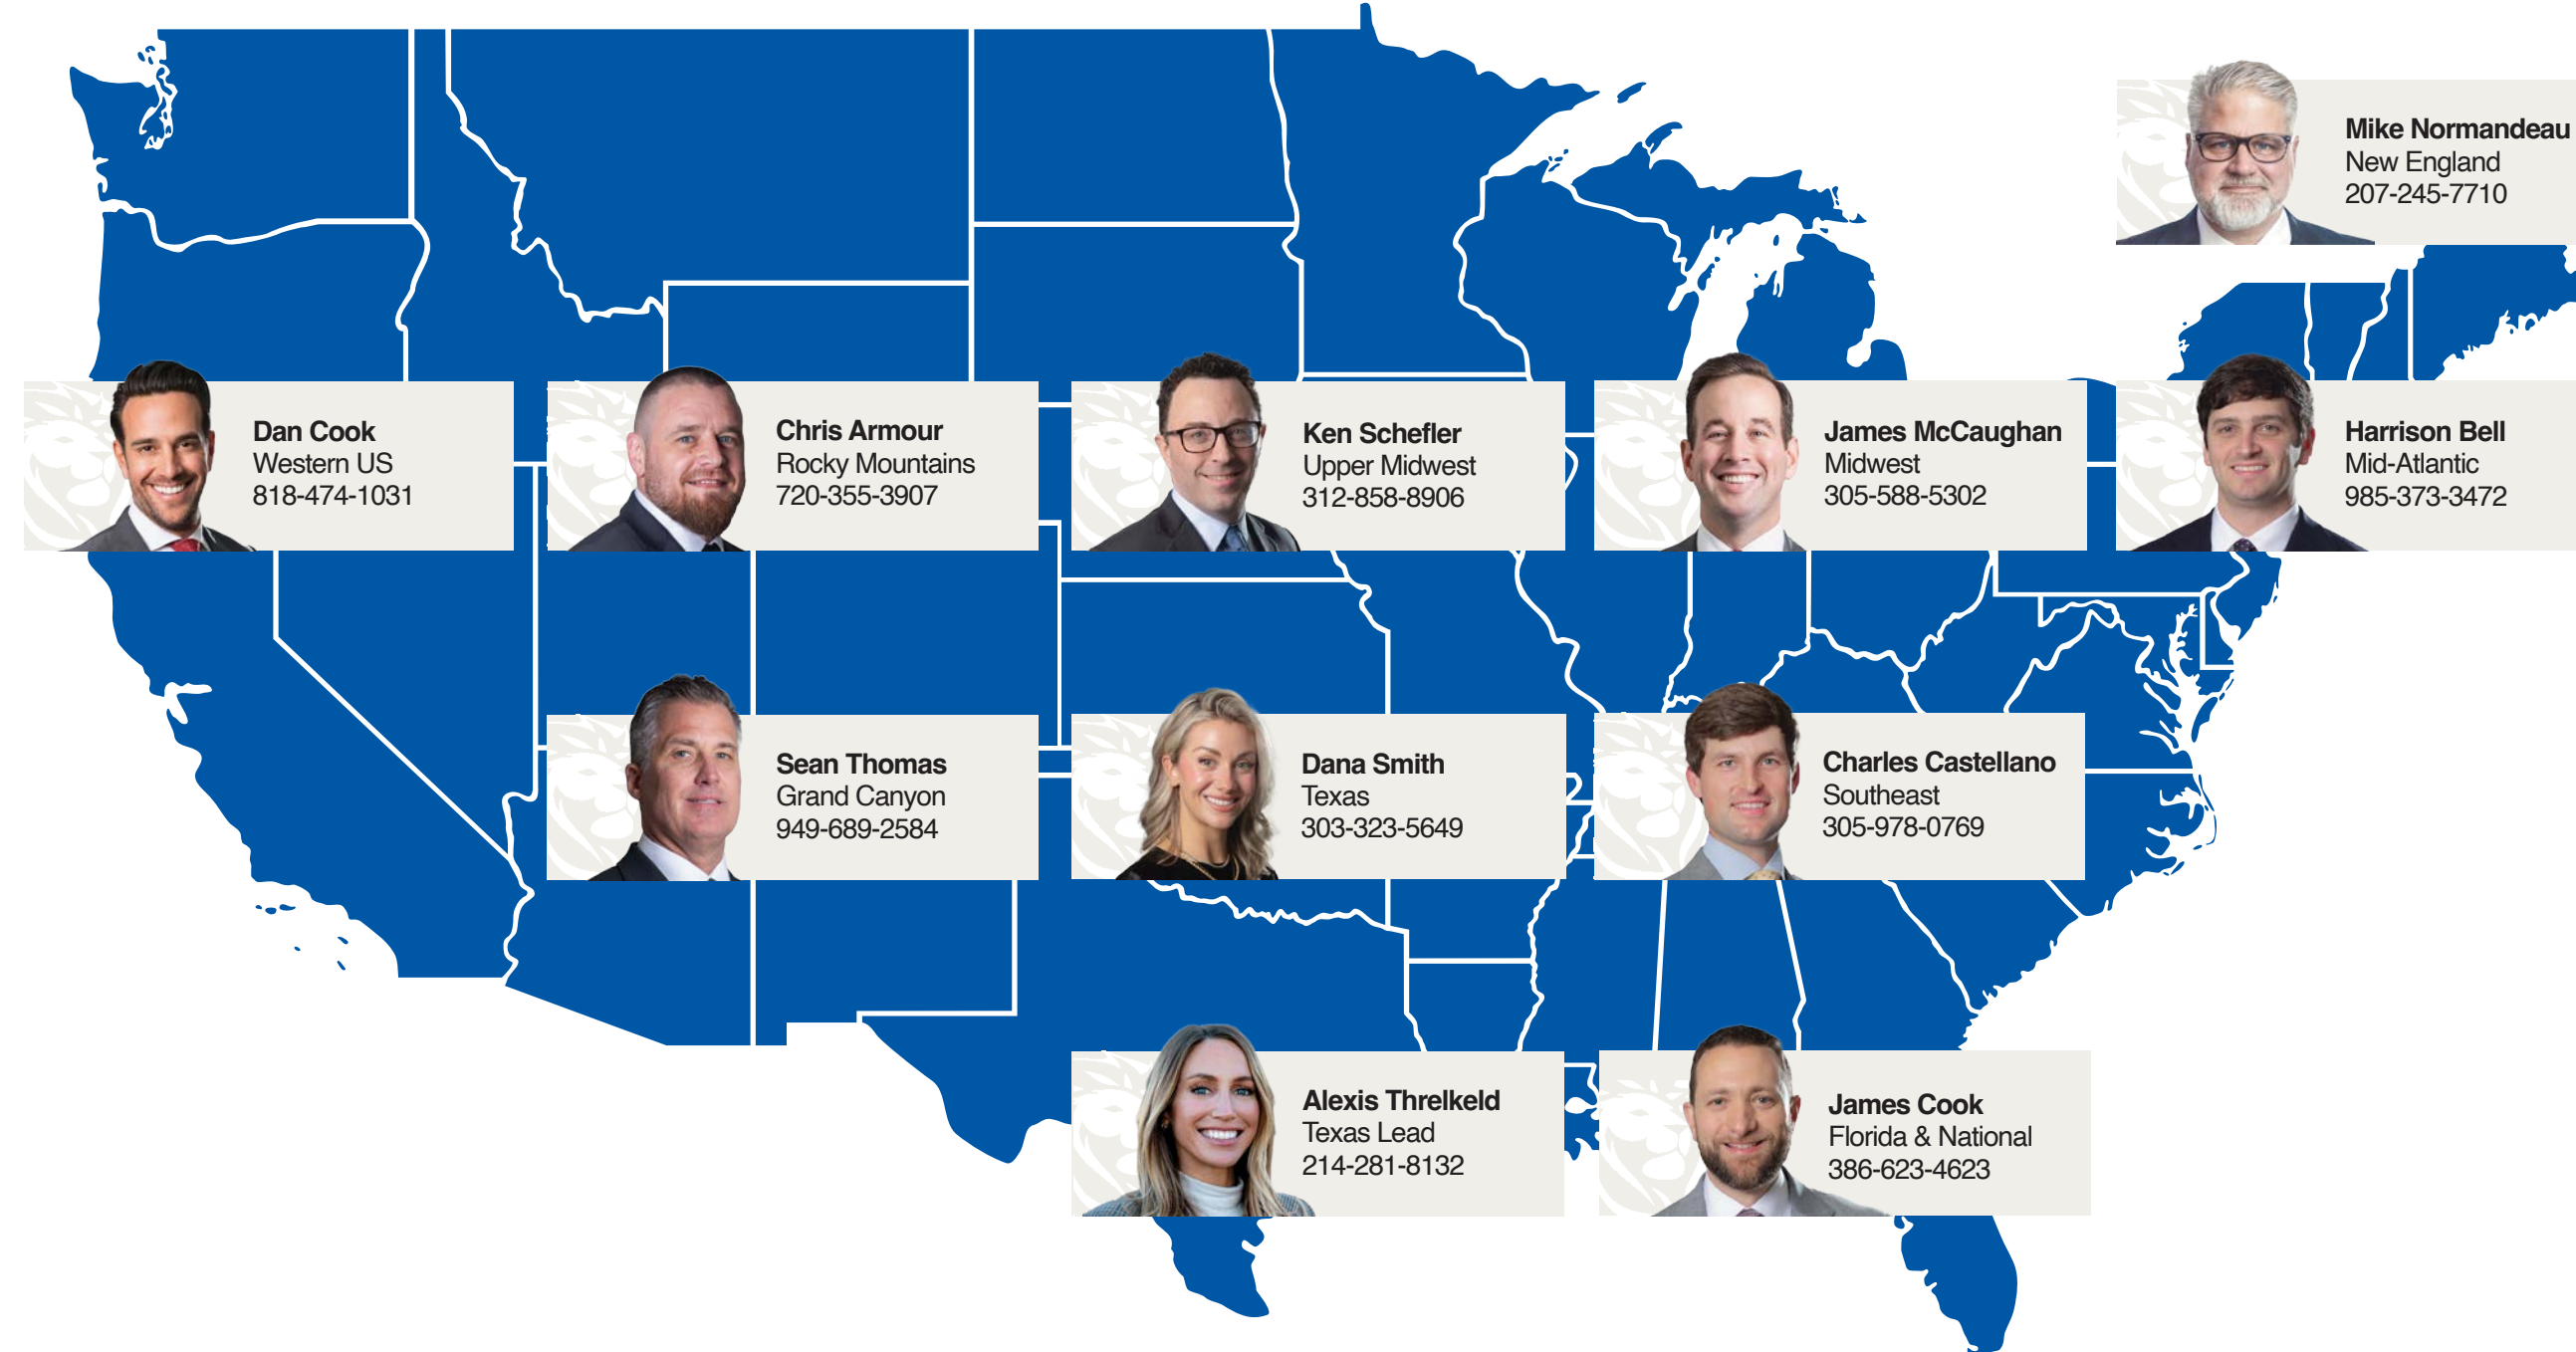 Mike Normandeau
New England
207-245-7710
Dan Cook
Western US
818-474-1031
Chris Armour
Rocky Mountains
720-355-3907
Ken Schefler
Upper Midwest
312-858-8906
James McCaughan
Midwest
305-588-5302
Harrison Bell
Mid-Atlantic
985-373-3472
Sean Thomas
Grand Canyon
949-689-2584
Dana Smith
Texas
303-323-5649
Charles Castellano
Southeast
305-978-0769
Alexis Threlkeld
Texas Lead
214-281-8132
James Cook
Florida & National
386-623-4623